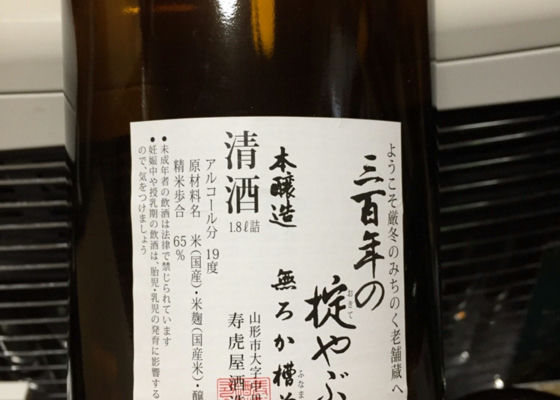 ようこそ厳冬のみちのく老舗蔵へ
三百年の
掟やぶ
おきて
本醸造 無ろか槽
ふなま
清酒 1.8ℓ詰
山形市大字中
寿虎屋酒
アルコール分 19度
原材料名 米(国産)・米麹(国産米)・醸
精米歩合 65%
●未成年者の飲酒は法律で禁じられています
●妊娠中や授乳期の飲酒は、胎児・乳児の発育に影響する
ので、気をつけましょう